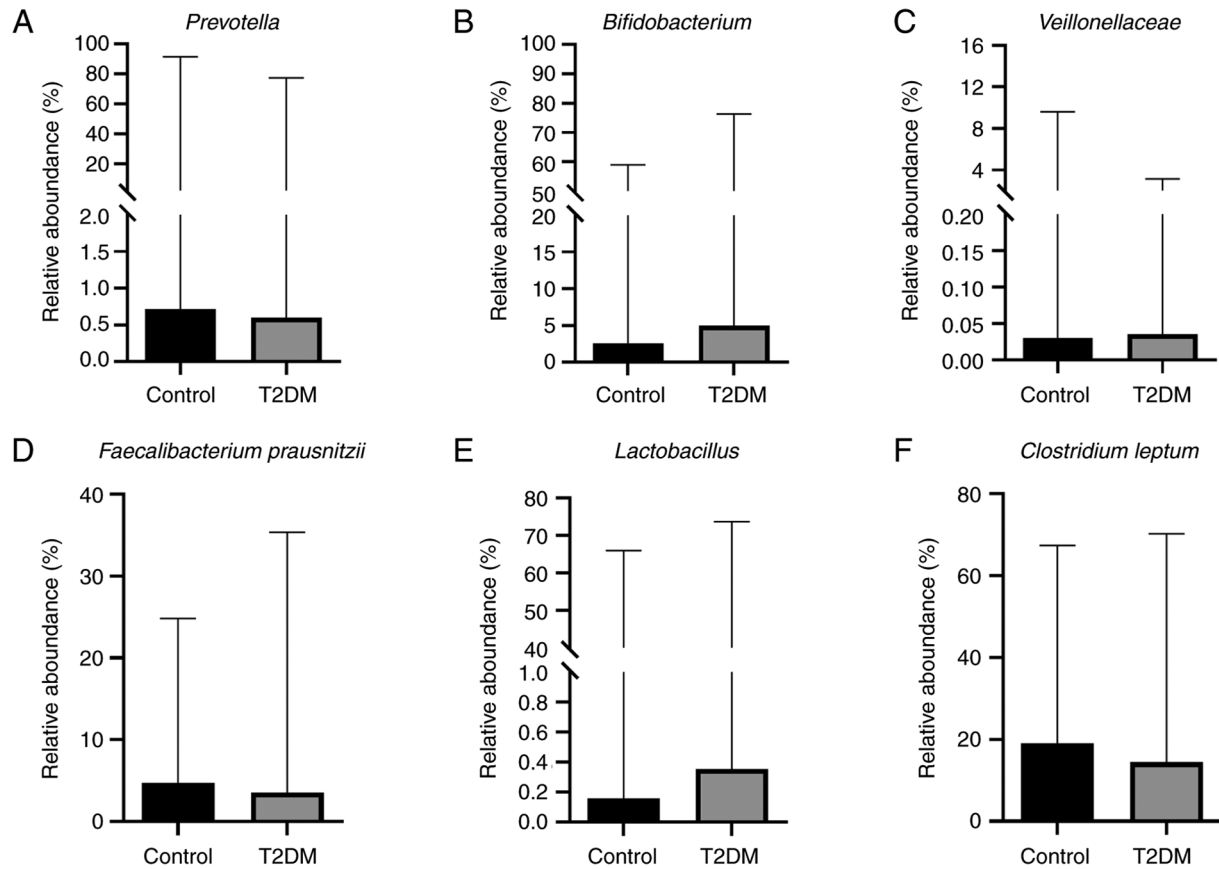 A
Prevotella
Relative aboundance (%)
100
80
60
40
20
2.0
1.5
1.0
0.5
0.0
Control
T2DM
B
Bifidobacterium
Relative aboundance (%)
100
90
80
70
60
50
20
15
10
5
0
Control
T2DM
C
Veillonellaceae
Relative aboundance (%)
16
12
8
4
0.20
0.15
0.10
0.05
0.00
Control
T2DM
D
Faecalibacterium prausnitzii
Relative aboundance (%)
40
30
20
10
0
Control
T2DM
E
Lactobacillus
Relative aboundance (%)
80
70
60
50
40
1.0
0.8
0.6
0.4
0.2
0.0
Control
T2DM
F
Clostridium leptum
Relative aboundance (%)
80
60
40
20
0
Control
T2DM